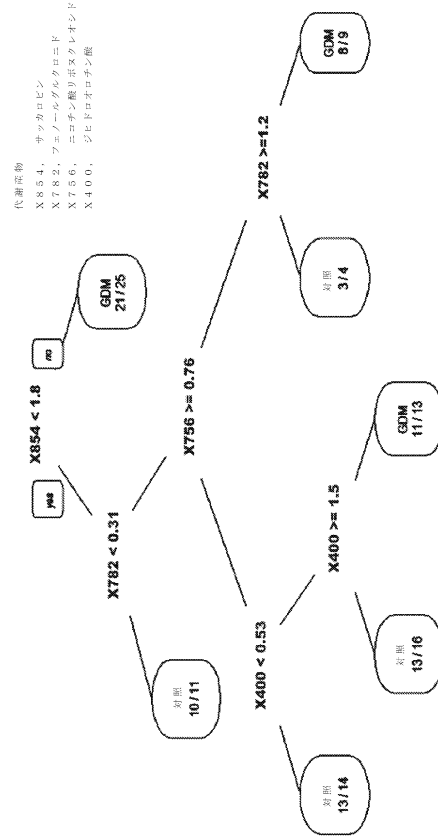 代謝産物
X854, サッカロピン
X782, フェノールグルクロニド
X756, ニコチン酸リボヌクレオシド
X400, ジヒドロオロチン酸
X854 < 1.8
yes
no
GDM
21/25
X782 < 0.31
対照
10/11
X756 >= 0.76
X400 < 0.53
X782 >=1.2
対照
13/14
X400 >= 1.5
対照
3/4
GDM
8/9
対照
13/16
GDM
11/13